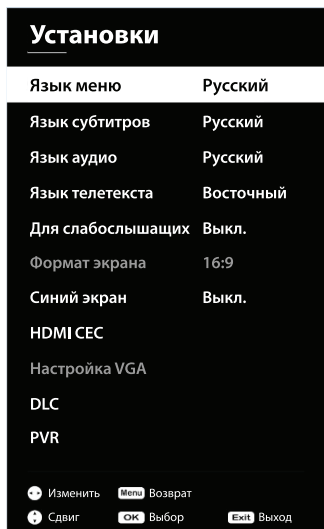 Установки
Язык меню Русский
Язык субтитров Русский
Язык аудио Русский
Язык телетекста Восточный
Для слабослышащих Выкл.
Формат экрана 16:9
Синий экран Выкл.
HDMI CEC
Настройка VGA
DLC
PVR
Изменить Menu Возврат
Сдвиг OK Выбор Exit Выход